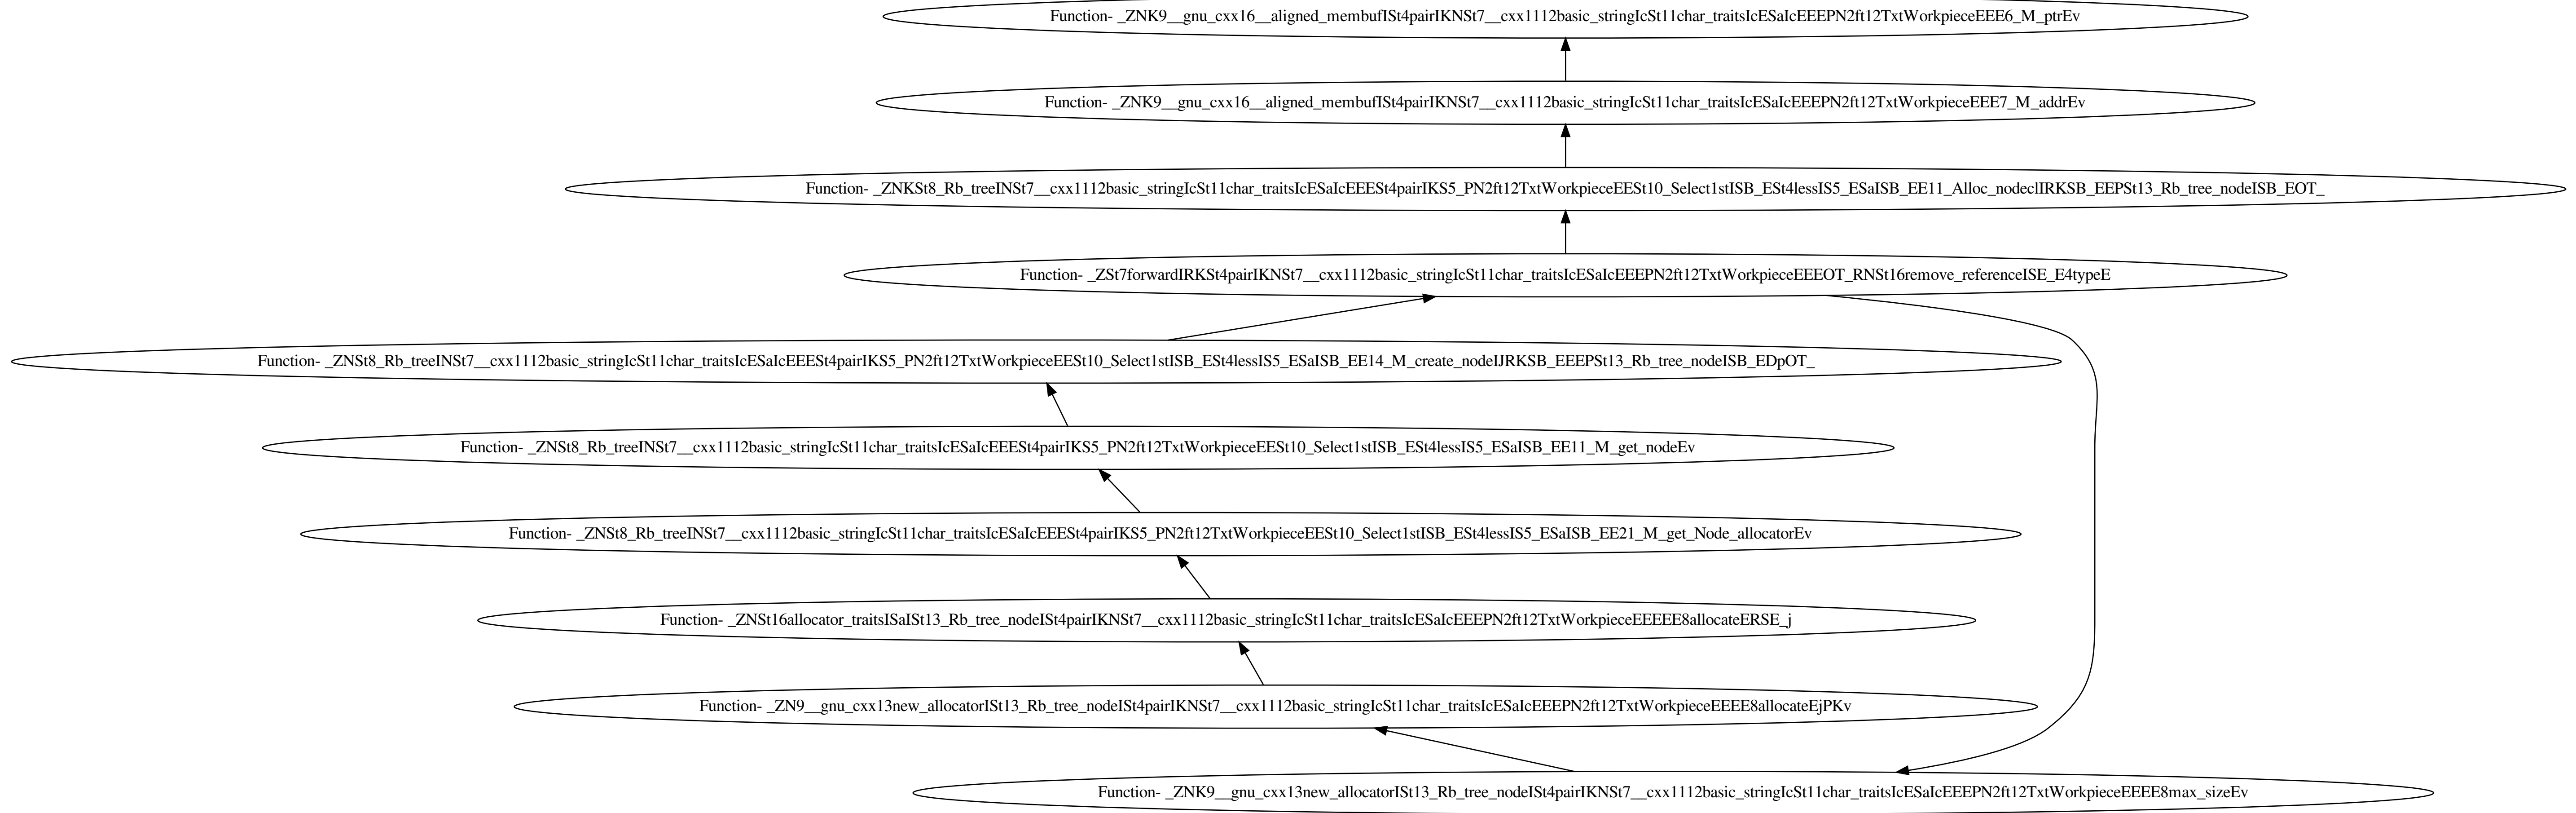 Function- _ZNK9__gnu_cxx16__aligned_membufISt4pairIKNSt7__cxx1112basic_stringIcSt11char_traitsIcESaIcEEEPN2ft12TxtWorkpieceEEE6_M_ptrEv
Function- _ZNK9__gnu_cxx16__aligned_membufISt4pairIKNSt7__cxx1112basic_stringIcSt11char_traitsIcESaIcEEEPN2ft12TxtWorkpieceEEE7_M_addrEv
Function- _ZNKSt8_Rb_treeINSt7__cxx1112basic_stringIcSt11char_traitsIcESaIcEEESt4pairIKS5_PN2ft12TxtWorkpieceEESt10_Select1stISB_ESt4lessIS5_ESaISB_EE11_Alloc_nodeclIRKSB_EEPSt13_Rb_tree_nodeISB_EOT_
Function- _ZSt7forwardIRKSt4pairIKNSt7__cxx1112basic_stringIcSt11char_traitsIcESaIcEEEPN2ft12TxtWorkpieceEEEOT_RNSt16remove_referenceISE_E4typeE
Function- _ZNSt8_Rb_treeINSt7__cxx1112basic_stringIcSt11char_traitsIcESaIcEEESt4pairIKS5_PN2ft12TxtWorkpieceEESt10_Select1stISB_ESt4lessIS5_ESaISB_EE14_M_create_nodeIJRKSB_EEEPSt13_Rb_tree_nodeISB_EDpOT_
Function- _ZNSt8_Rb_treeINSt7__cxx1112basic_stringIcSt11char_traitsIcESaIcEEESt4pairIKS5_PN2ft12TxtWorkpieceEESt10_Select1stISB_ESt4lessIS5_ESaISB_EE11_M_get_nodeEv
Function- _ZNSt8_Rb_treeINSt7__cxx1112basic_stringIcSt11char_traitsIcESaIcEEESt4pairIKS5_PN2ft12TxtWorkpieceEESt10_Select1stISB_ESt4lessIS5_ESaISB_EE21_M_get_Node_allocatorEv
Function- _ZNSt16allocator_traitsISaISt13_Rb_tree_nodeISt4pairIKNSt7__cxx1112basic_stringIcSt11char_traitsIcESaIcEEEPN2ft12TxtWorkpieceEEEEE8allocateERSE_j
Function- _ZN9__gnu_cxx13new_allocatorISt13_Rb_tree_nodeISt4pairIKNSt7__cxx1112basic_stringIcSt11char_traitsIcESaIcEEEPN2ft12TxtWorkpieceEEEE8allocateEjPKv
Function- _ZNK9__gnu_cxx13new_allocatorISt13_Rb_tree_nodeISt4pairIKNSt7__cxx1112basic_stringIcSt11char_traitsIcESaIcEEEPN2ft12TxtWorkpieceEEEE8max_sizeEv